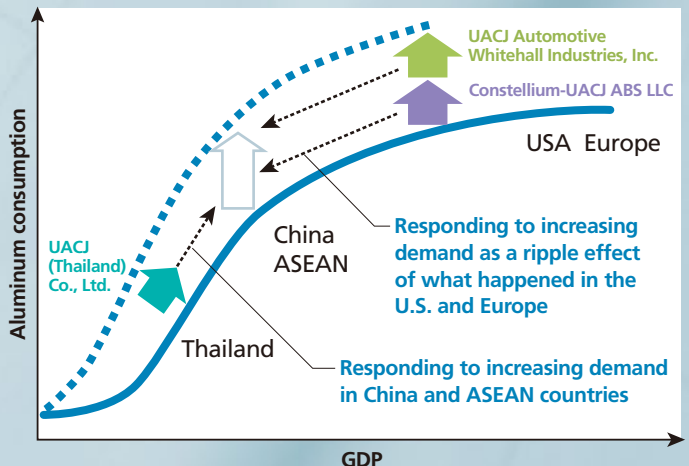 UACJ Automotive
Whitehall Industries, Inc.
Constellium-UACJ ABS LLC
USA Europe
Aluminum consumption
China
ASEAN
UACJ
(Thailand)
Co., Ltd.
Responding to increasing
demand as a ripple effect
of what happened in the
U.S. and Europe
Thailand
Responding to increasing demand
in China and ASEAN countries
GDP